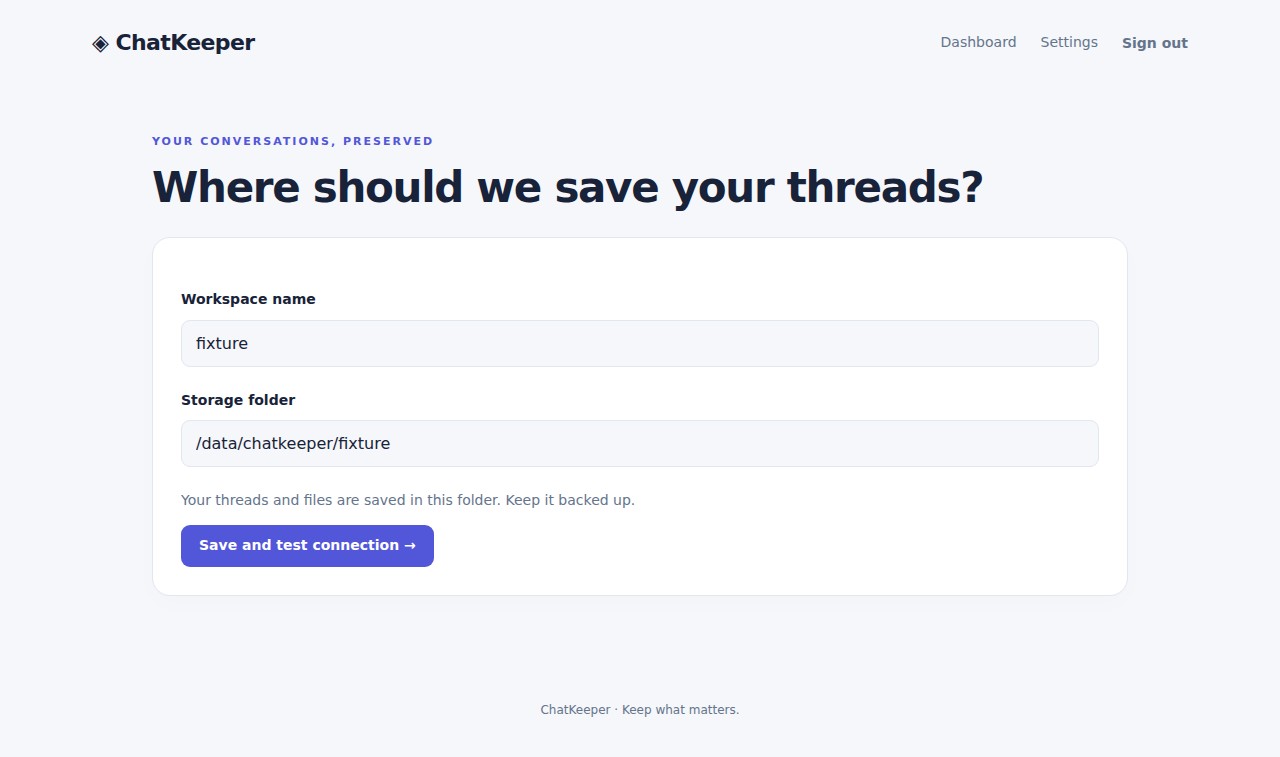 ◈ ChatKeeper
Dashboard Settings Sign out
YOUR CONVERSATIONS, PRESERVED
Where should we save your threads?
Workspace name
fixture
Storage folder
/data/chatkeeper/fixture
Your threads and files are saved in this folder. Keep it backed up.
Save and test connection →
ChatKeeper · Keep what matters.